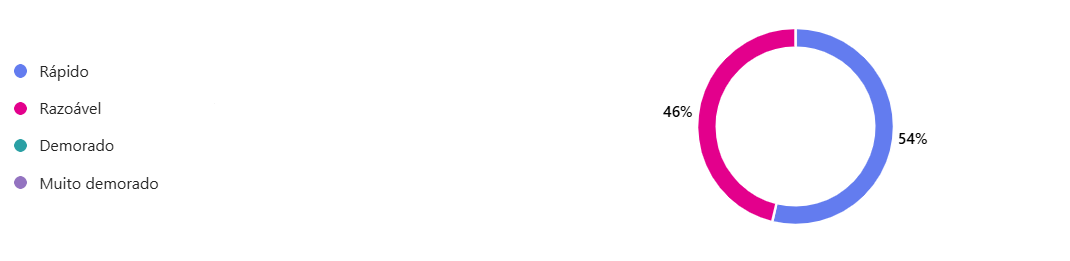 Rápido
Razoável
Demorado
Muito demorado
46%
54%